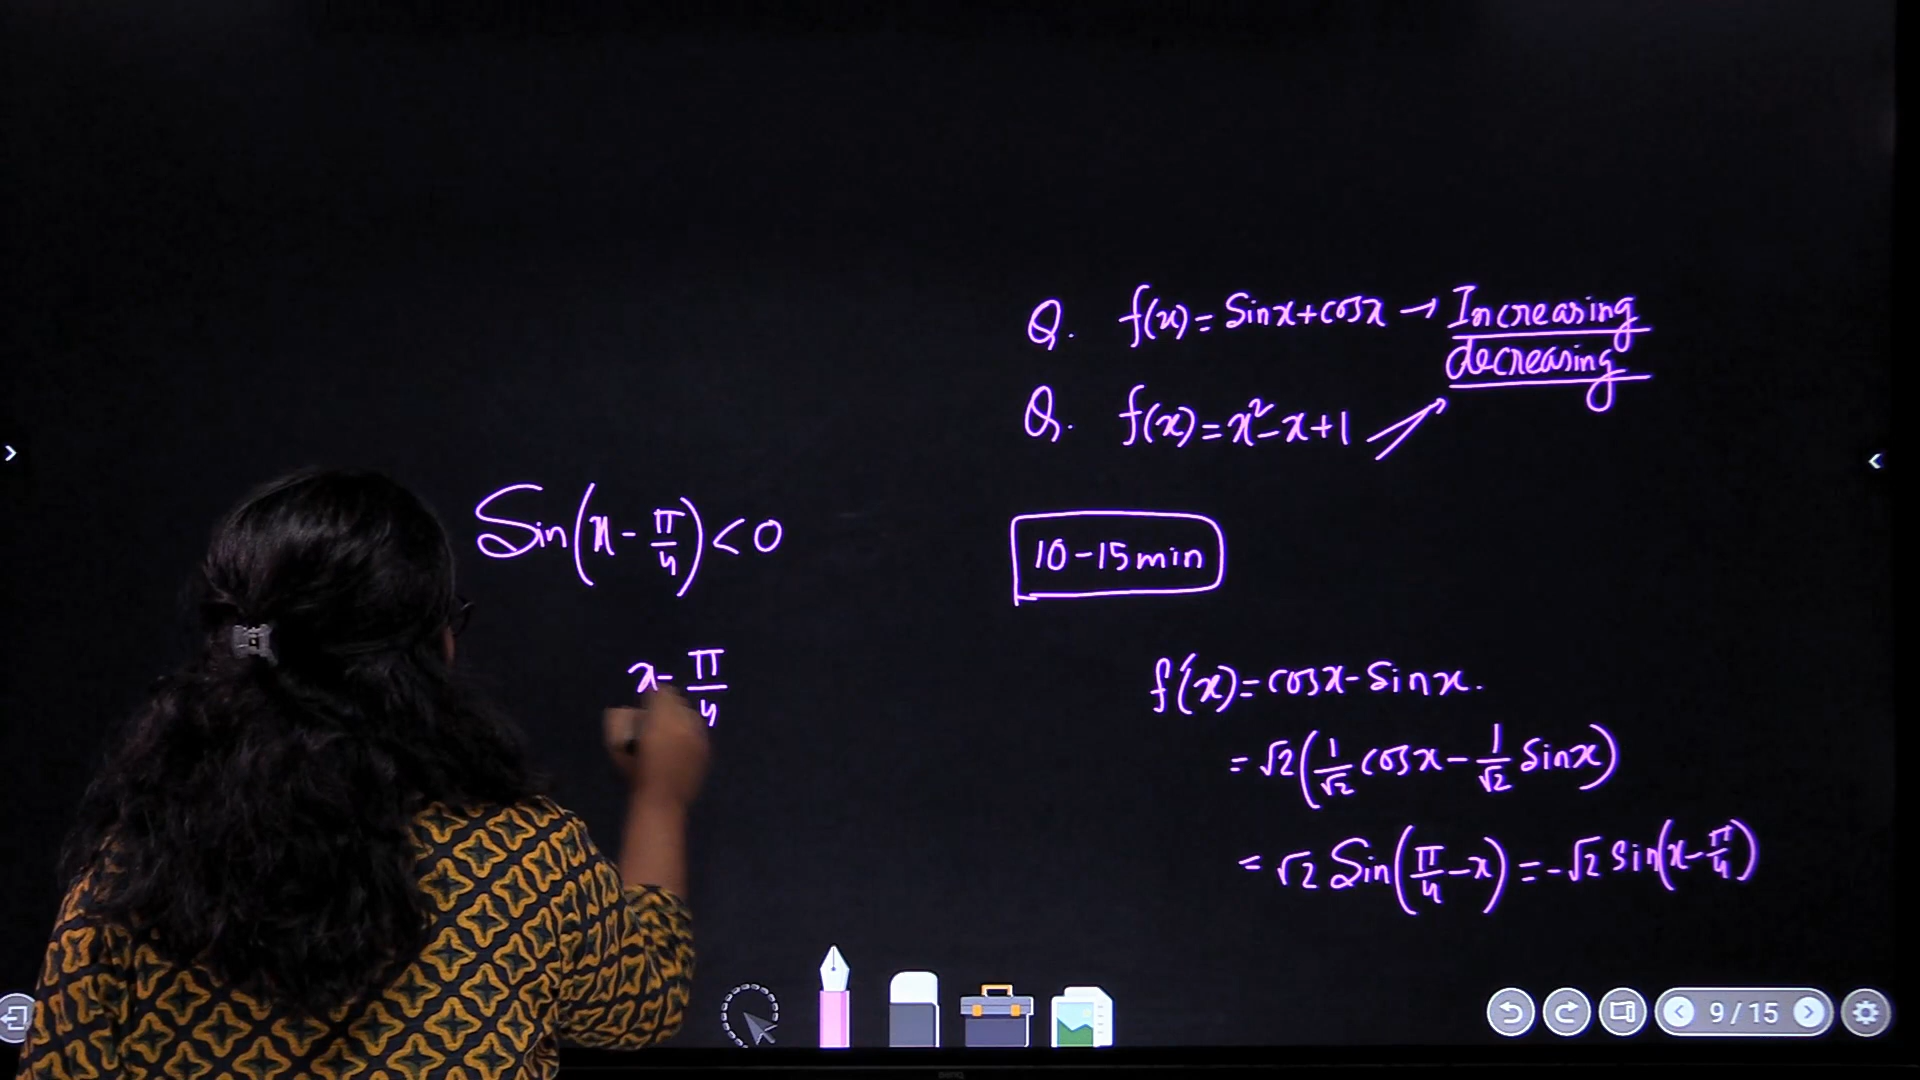 Q. f(x) = Sinx + cosx → Increasing
decreasing
Q. f(x) = x² - x + 1
Sin(x - π/4) < 0
10-15min
x - π/4
f'(x) = cosx - Sinx.
= √2(1/√2 cosx - 1/√2 Sinx)
= √2 Sin(π/4 - x) = -√2 sin(x - π/4)
9/15